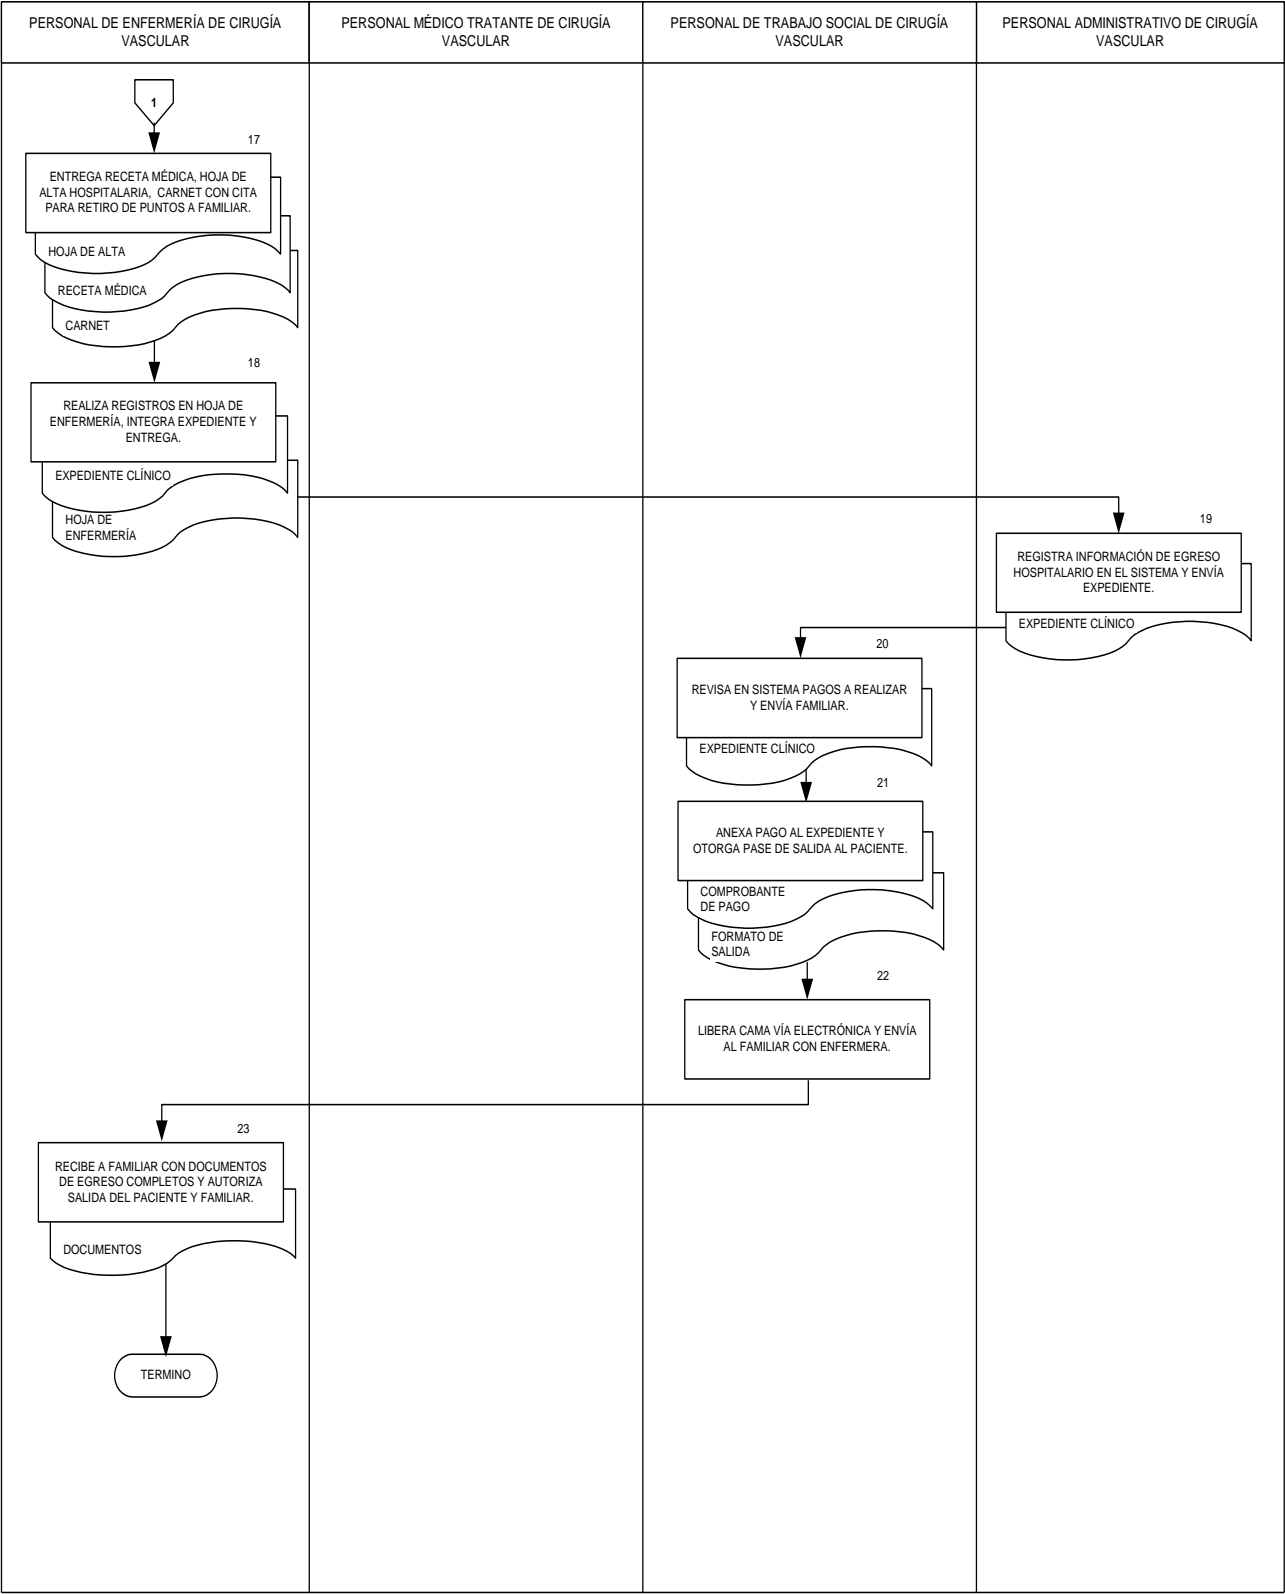 PERSONAL DE ENFERMERÍA DE CIRUGÍA
VASCULAR
PERSONAL MÉDICO TRATANTE DE CIRUGÍA
VASCULAR
PERSONAL DE TRABAJO SOCIAL DE CIRUGÍA
VASCULAR
PERSONAL ADMINISTRATIVO DE CIRUGÍA
VASCULAR
1
17
ENTREGA RECETA MÉDICA, HOJA DE
ALTA HOSPITALARIA, CARNET CON CITA
PARA RETIRO DE PUNTOS A FAMILIAR.
HOJA DE ALTA
RECETA MÉDICA
CARNET
18
REALIZA REGISTROS EN HOJA DE
ENFERMERÍA, INTEGRA EXPEDIENTE Y
ENTREGA.
EXPEDIENTE CLÍNICO
HOJA DE
ENFERMERÍA
19
REGISTRA INFORMACIÓN DE EGRESO
HOSPITALARIO EN EL SISTEMA Y ENVÍA
EXPEDIENTE.
EXPEDIENTE CLÍNICO
20
REVISA EN SISTEMA PAGOS A REALIZAR
Y ENVÍA FAMILIAR.
EXPEDIENTE CLÍNICO
21
ANEXA PAGO AL EXPEDIENTE Y
OTORGA PASE DE SALIDA AL PACIENTE.
COMPROBANTE
DE PAGO
FORMATO DE
SALIDA
22
LIBERA CAMA VÍA ELECTRÓNICA Y ENVÍA
AL FAMILIAR CON ENFERMERA.
23
RECIBE A FAMILIAR CON DOCUMENTOS
DE EGRESO COMPLETOS Y AUTORIZA
SALIDA DEL PACIENTE Y FAMILIAR.
DOCUMENTOS
TERMINO